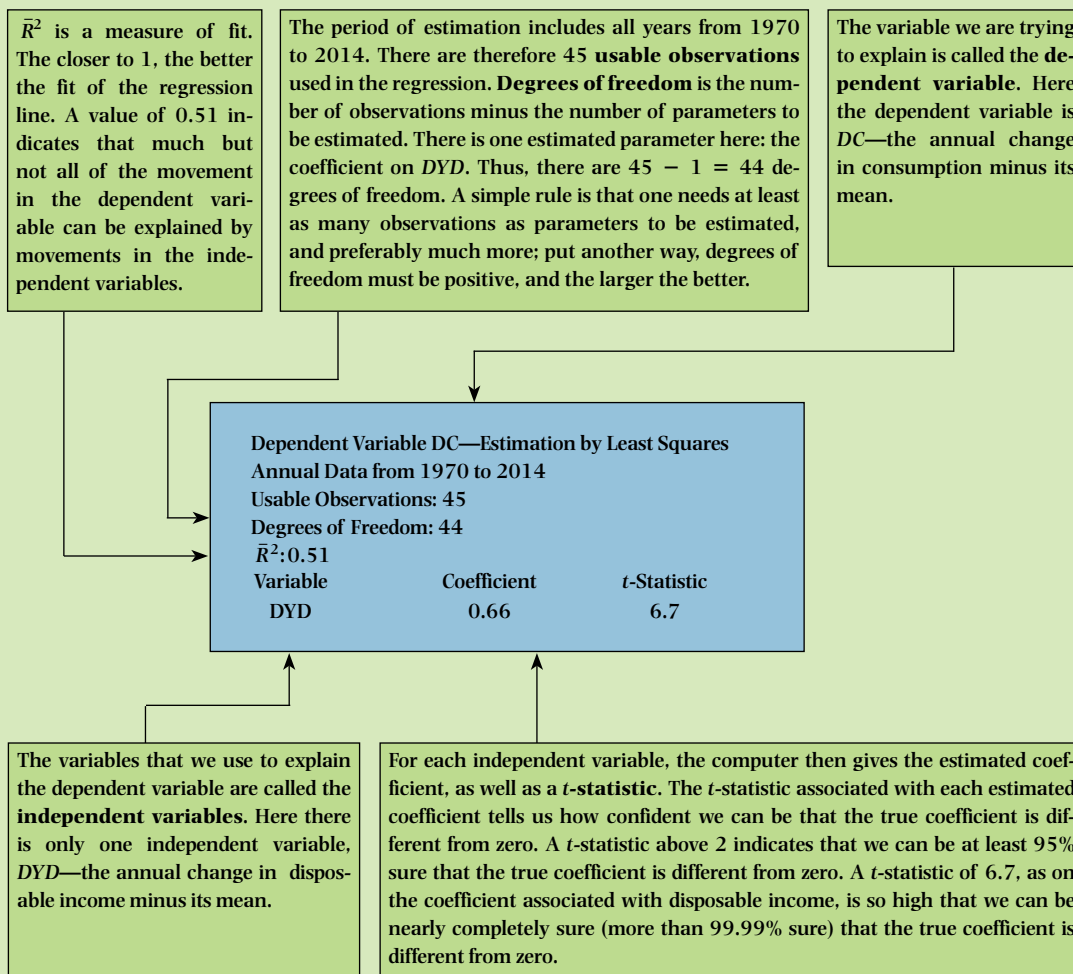 R̄² is a measure of fit.
The closer to 1, the better
the fit of the regression
line. A value of 0.51 in-
dicates that much but
not all of the movement
in the dependent vari-
able can be explained by
movements in the inde-
pendent variables.
The period of estimation includes all years from 1970
to 2014. There are therefore 45 usable observations
used in the regression. Degrees of freedom is the num-
ber of observations minus the number of parameters to
be estimated. There is one estimated parameter here: the
coefficient on DYD. Thus, there are 45 − 1 = 44 de-
grees of freedom. A simple rule is that one needs at least
as many observations as parameters to be estimated,
and preferably much more; put another way, degrees of
freedom must be positive, and the larger the better.
The variable we are trying
to explain is called the de-
pendent variable. Here
the dependent variable is
DC—the annual change
in consumption minus its
mean.
Dependent Variable DC—Estimation by Least Squares
Annual Data from 1970 to 2014
Usable Observations: 45
Degrees of Freedom: 44
R̄²:0.51
Variable Coefficient t-Statistic
DYD 0.66 6.7
The variables that we use to explain
the dependent variable are called the
independent variables. Here there
is only one independent variable,
DYD—the annual change in dispos-
able income minus its mean.
For each independent variable, the computer then gives the estimated coef-
ficient, as well as a t-statistic. The t-statistic associated with each estimated
coefficient tells us how confident we can be that the true coefficient is dif-
ferent from zero. A t-statistic above 2 indicates that we can be at least 95%
sure that the true coefficient is different from zero. A t-statistic of 6.7, as on
the coefficient associated with disposable income, is so high that we can be
nearly completely sure (more than 99.99% sure) that the true coefficient is
different from zero.